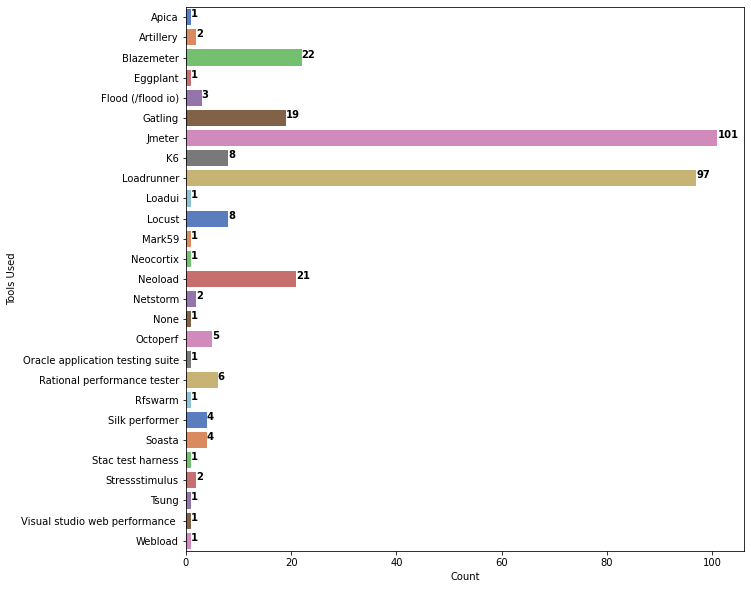 Apica 1
Artillery 2
Blazemeter 22
Eggplant 1
Flood (/flood io) 3
Gatling 19
Jmeter 101
K6 8
Loadrunner 97
Loadui 1
Locust 8
Mark59 1
Neocortix 1
Neoload 21
Netstorm 2
None 1
Octoperf 5
Oracle application testing suite 1
Rational performance tester 6
Rfswarm 1
Silk performer 4
Soasta 4
Stac test harness 1
Stressstimulus 2
Tsung 1
Visual studio web performance 1
Webload 1
Tools Used
0 20 40 60 80 100
Count